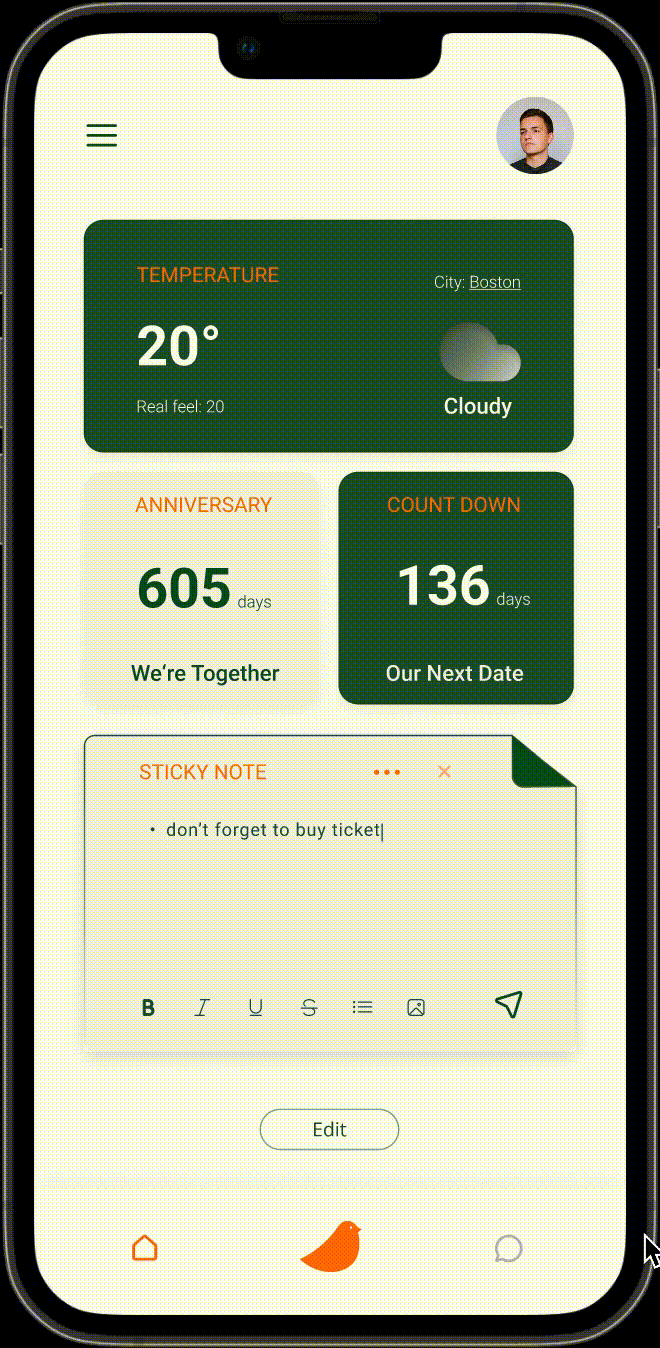 TEMPERATURE
City: Boston
20°
Real feel: 20
Cloudy
ANNIVERSARY
605 days
We‘re Together
COUNT DOWN
136 days
Our Next Date
STICKY NOTE
• don’t forget to buy ticket
B I U S
Edit